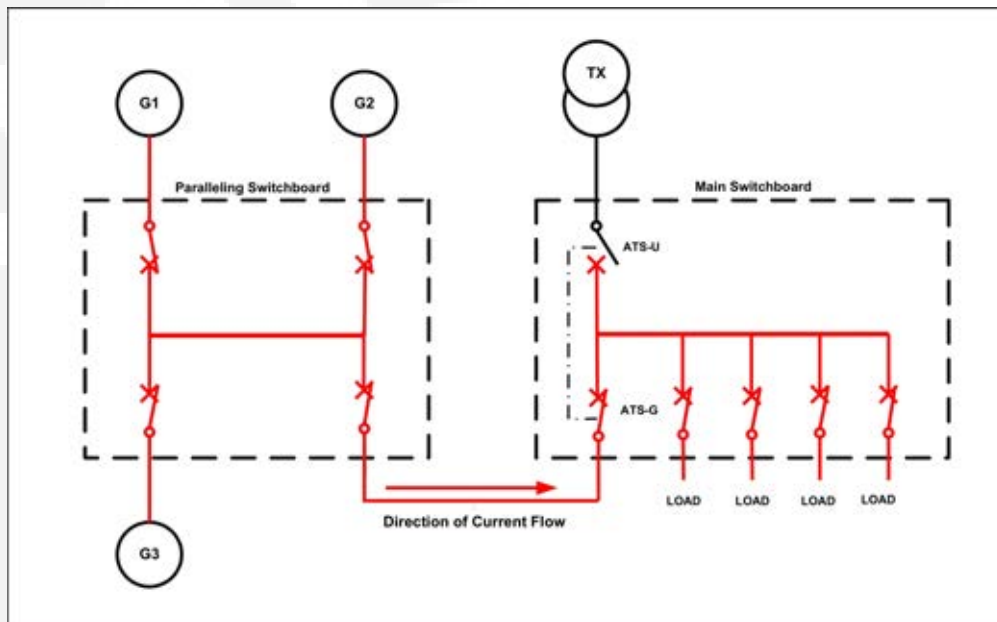 G1
G2
TX
Paralleling Switchboard
Main Switchboard
ATS-U
ATS-G
LOAD
LOAD
LOAD
LOAD
Direction of Current Flow
G3